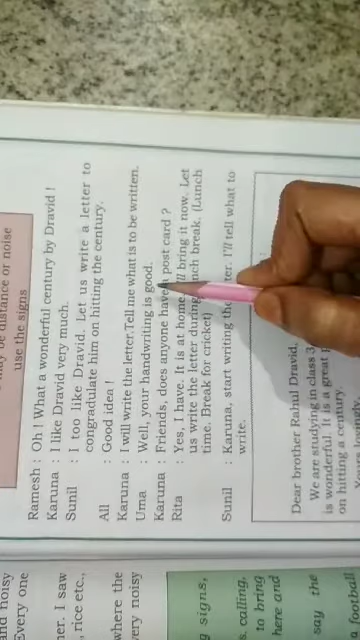 may be distance or noise
use the signs
Ramesh : Oh ! What a wonderful century by Dravid !
Karuna : I like Dravid very much.
Sunil : I too like Dravid. Let us write a letter to
congradulate him on hitting the century.
All : Good idea !
Karuna : I will write the letter.Tell me what is to be written.
Uma : Well, your handwriting is good.
Karuna : Friends, does anyone have post card ?
Rita : Yes, I have. It is at home. bring it now. Let
us write the letter during break. (Lunch
time. Break for cricket)
Sunil : Karuna, start writing the I'll tell what to
write.
Dear brother Rahul Dravid,
We are studying in class 3
is wonderful. It is a great
on hitting a century.
and noisy
Every one
her. I saw
, rice etc.,
where the
very noisy
signs,
calling,
to bring
here and
say the
football